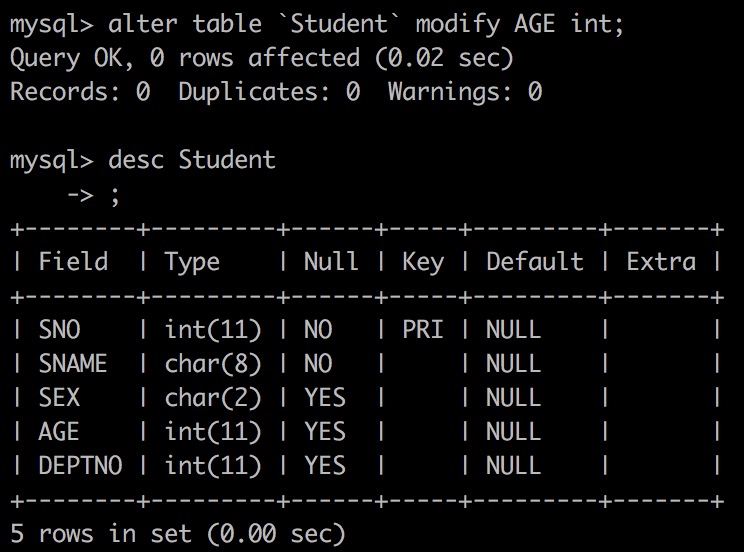 mysql> alter table `Student` modify AGE int;
Query OK, 0 rows affected (0.02 sec)
Records: 0  Duplicates: 0  Warnings: 0

mysql> desc Student
    -> ;
+--------+---------+------+-----+---------+-------+
| Field  | Type    | Null | Key | Default | Extra |
+--------+---------+------+-----+---------+-------+
| SNO    | int(11) | NO   | PRI | NULL    |       |
| SNAME  | char(8) | NO   |     | NULL    |       |
| SEX    | char(2) | YES  |     | NULL    |       |
| AGE    | int(11) | YES  |     | NULL    |       |
| DEPTNO | int(11) | YES  |     | NULL    |       |
+--------+---------+------+-----+---------+-------+
5 rows in set (0.00 sec)